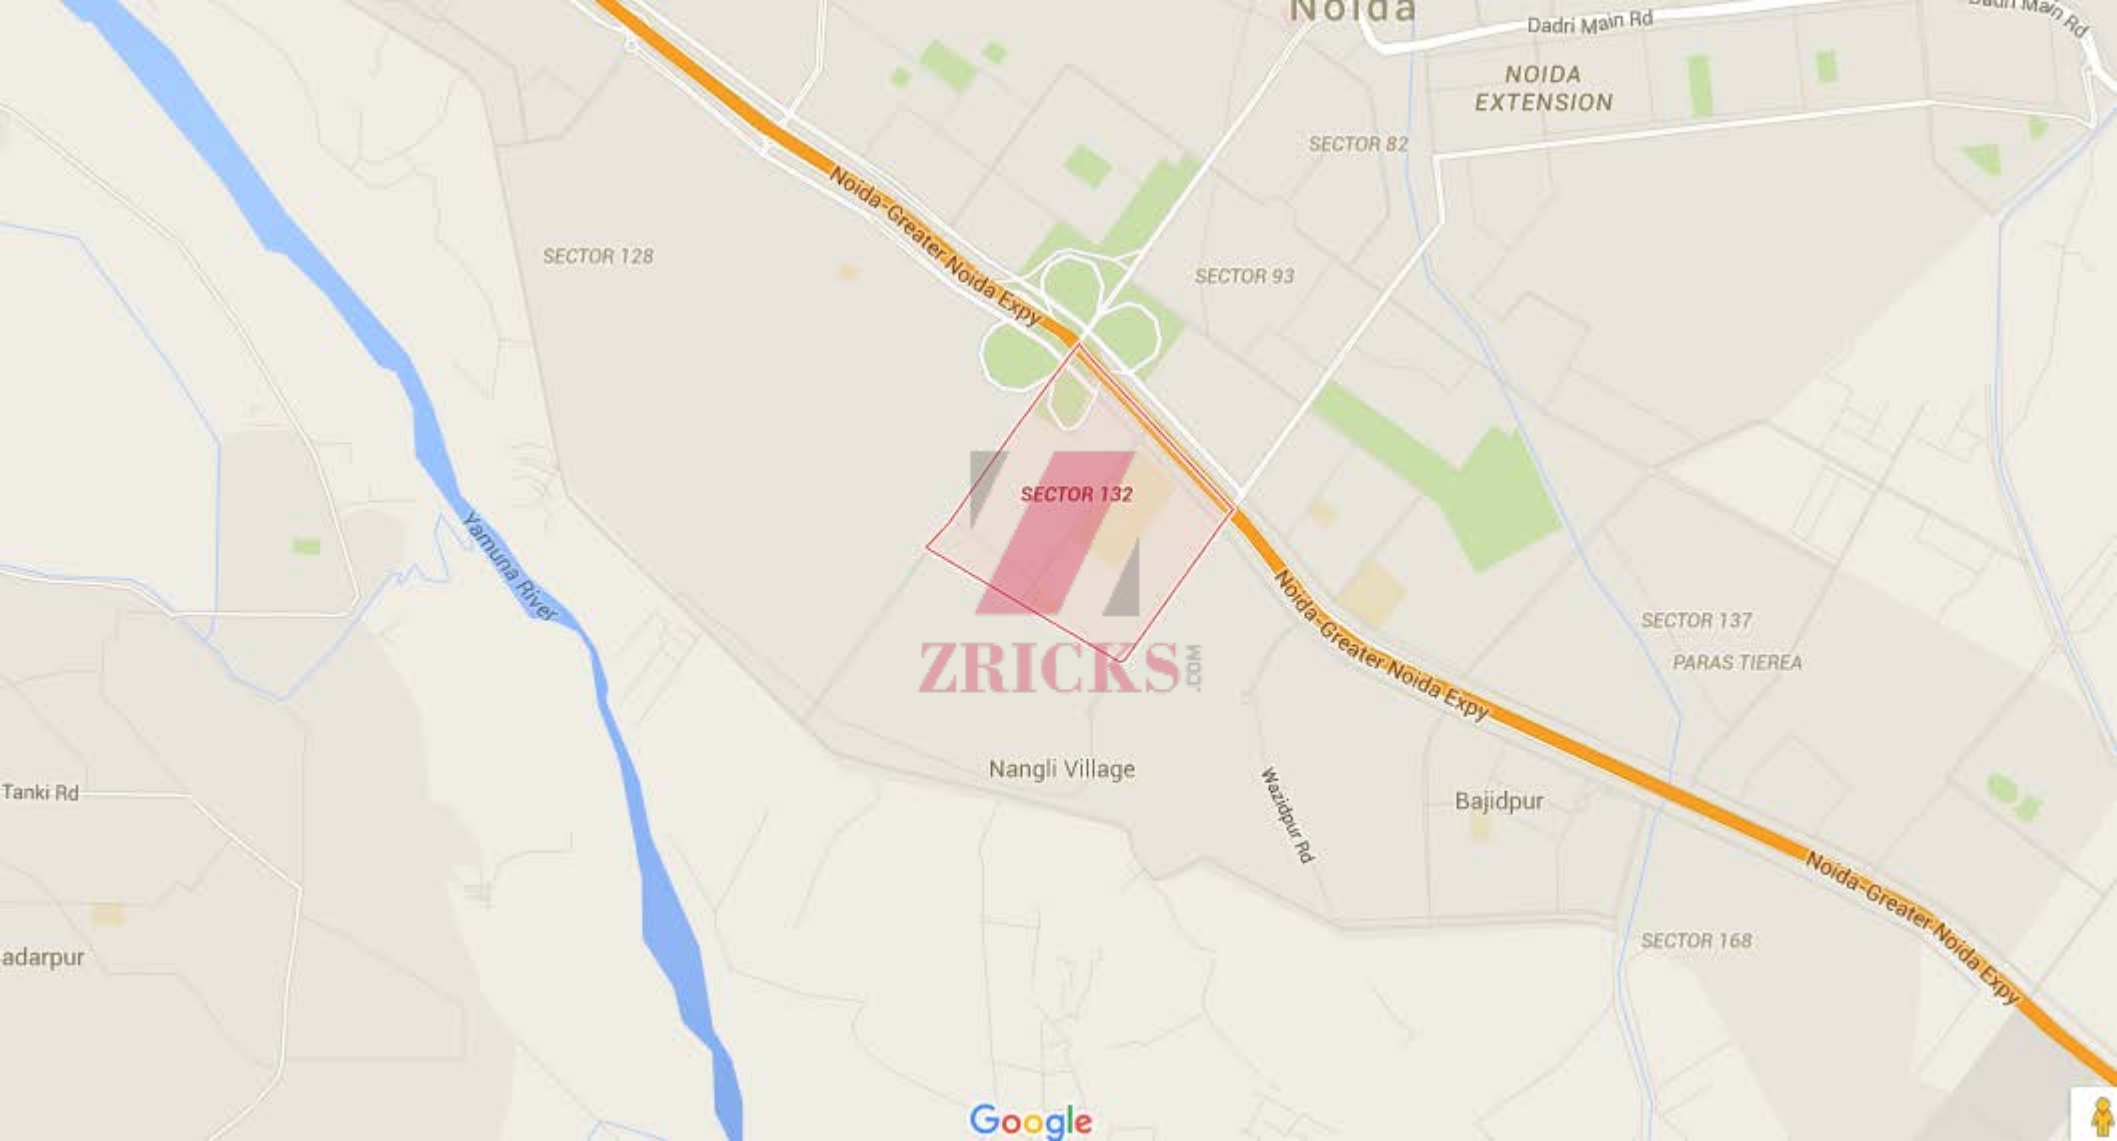 Noida
Dadri Main Rd
Dadri Main Rd
NOIDA
EXTENSION
SECTOR 82
Noida-Greater Noida Expy
SECTOR 128
SECTOR 93
SECTOR 132
Yamuna River
Noida-Greater Noida Expy
SECTOR 137
PARAS TIEREA
ZRICKS.COM
Nangli Village
Wazidpur Rd
Bajidpur
Tanki Rd
Noida-Greater Noida Expy
SECTOR 168
adarpur
Google